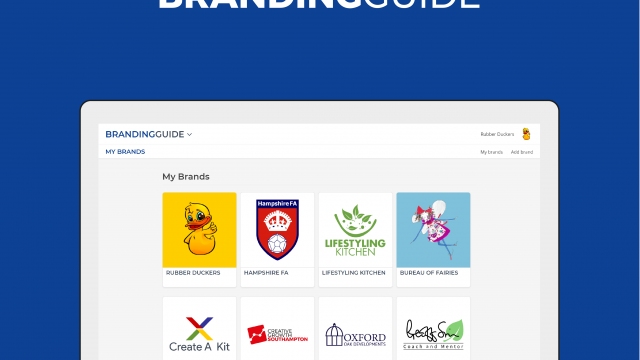 BRANDINGGUIDE
BRANDINGGUIDE
Rubber Duckers
MY BRANDS
My brands
Add brand
My Brands
Hampshire FA
LIFESTYLING
KITCHEN
RUBBER DUCKERS
HAMPSHIRE FA
LIFESTYLING KITCHEN
BUREAU OF FAIRIES
Create A Kit
CREATIVE
GROWTH
SOUTHAMPTON
OXFORD
OAK DEVELOPMENTS
Coach and Mentor